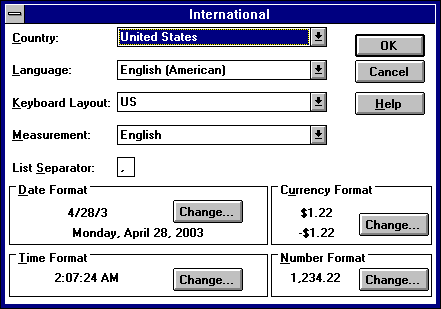 International
Country: United States
OK
Language: English (American)
Cancel
Keyboard Layout: US
Help
Measurement: English
List Separator: ,
Date Format
4/28/3
Change...
Monday, April 28, 2003
Currency Format
$1.22
-$1.22
Change...
Time Format
2:07:24 AM
Change...
Number Format
1,234.22
Change...